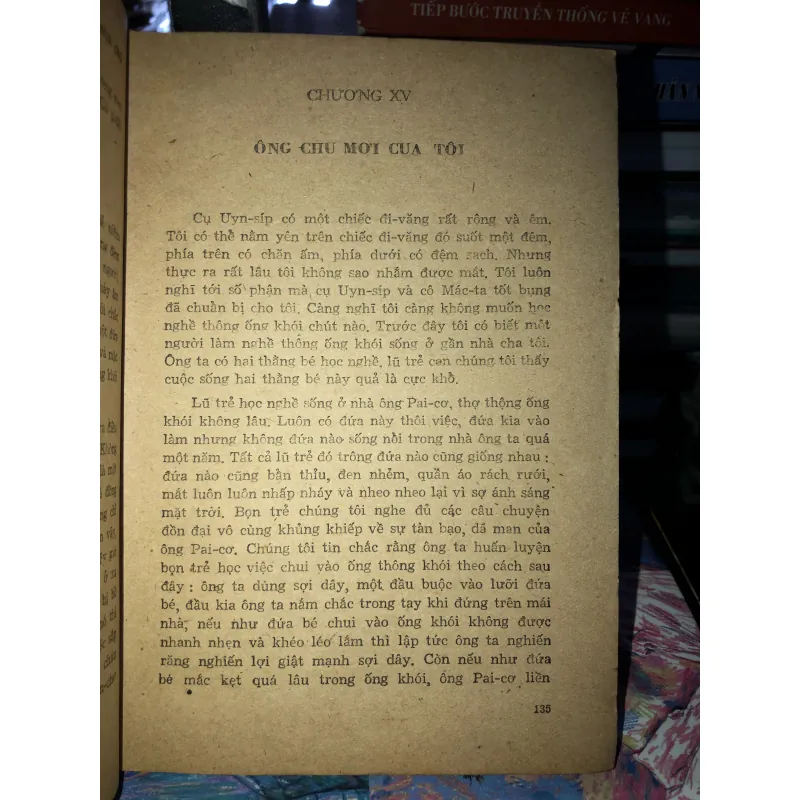 TIẾP BƯỚC TRUYỀN THỐNG VẺ VANG
CHƯƠNG XV
ÔNG CHU MƠI CUA TÔI
Cụ Uyn-síp có một chiếc đi-văng rất rộng và êm.
Tôi có thể nằm yên trên chiếc đi-văng đó suốt một đêm,
phía trên có chăn ấm, phía dưới có đệm sạch. Nhưng
thực ra rất lâu tôi không sao nhắm được mắt. Tôi luôn
nghĩ tới số phận mà cụ Uyn-síp và cô Mác-ta tốt bụng
đã chuẩn bị cho tôi. Càng nghĩ tôi càng không muốn học
nghề thông ống khói chút nào. Trước đây tôi có biết một
người làm nghề thông ống khói sống ở gần nhà cha tôi.
Ông ta có hai thằng bé học nghề. lũ trẻ con chúng tôi thấy
cuộc sống hai thằng bé này quả là cực khổ.
Lũ trẻ học nghề sống ở nhà ông Pai-cơ, thợ thông ống
khói không lâu. Luôn có đứa này thôi việc, đứa kia vào
làm nhưng không đứa nào sống nổi trong nhà ông ta quá
một năm. Tất cả lũ trẻ đó trông đứa nào cũng giống nhau :
đứa nào cũng bẩn thỉu, đen nhẻm, quần áo rách rưới,
mắt luôn luôn nhấp nháy và nheo nheo lại vì sợ ánh sáng
mặt trời. Bọn trẻ chúng tôi nghe đủ các câu chuyện
đồn đại vô cùng khủng khiếp về sự tàn bạo, dã man của
ông Pai-cơ. Chúng tôi tin chắc rằng ông ta huấn luyện
bọn trẻ học việc chui vào ống thông khói theo cách sau
đây : ông ta dùng sợi dây, một đầu buộc vào lưỡi đứa
bé, đầu kia ông ta nắm chắc trong tay khi đứng trên mái
nhà; nếu như đứa bé chui vào ống khói không được
nhanh nhẹn và khéo léo lắm thì lập tức ông ta nghiến
răng nghiến lợi giật mạnh sợi dây. Còn nếu như đứa
bé mắc kẹt quá lâu trong ống khói, ông Pai-cơ liền
135